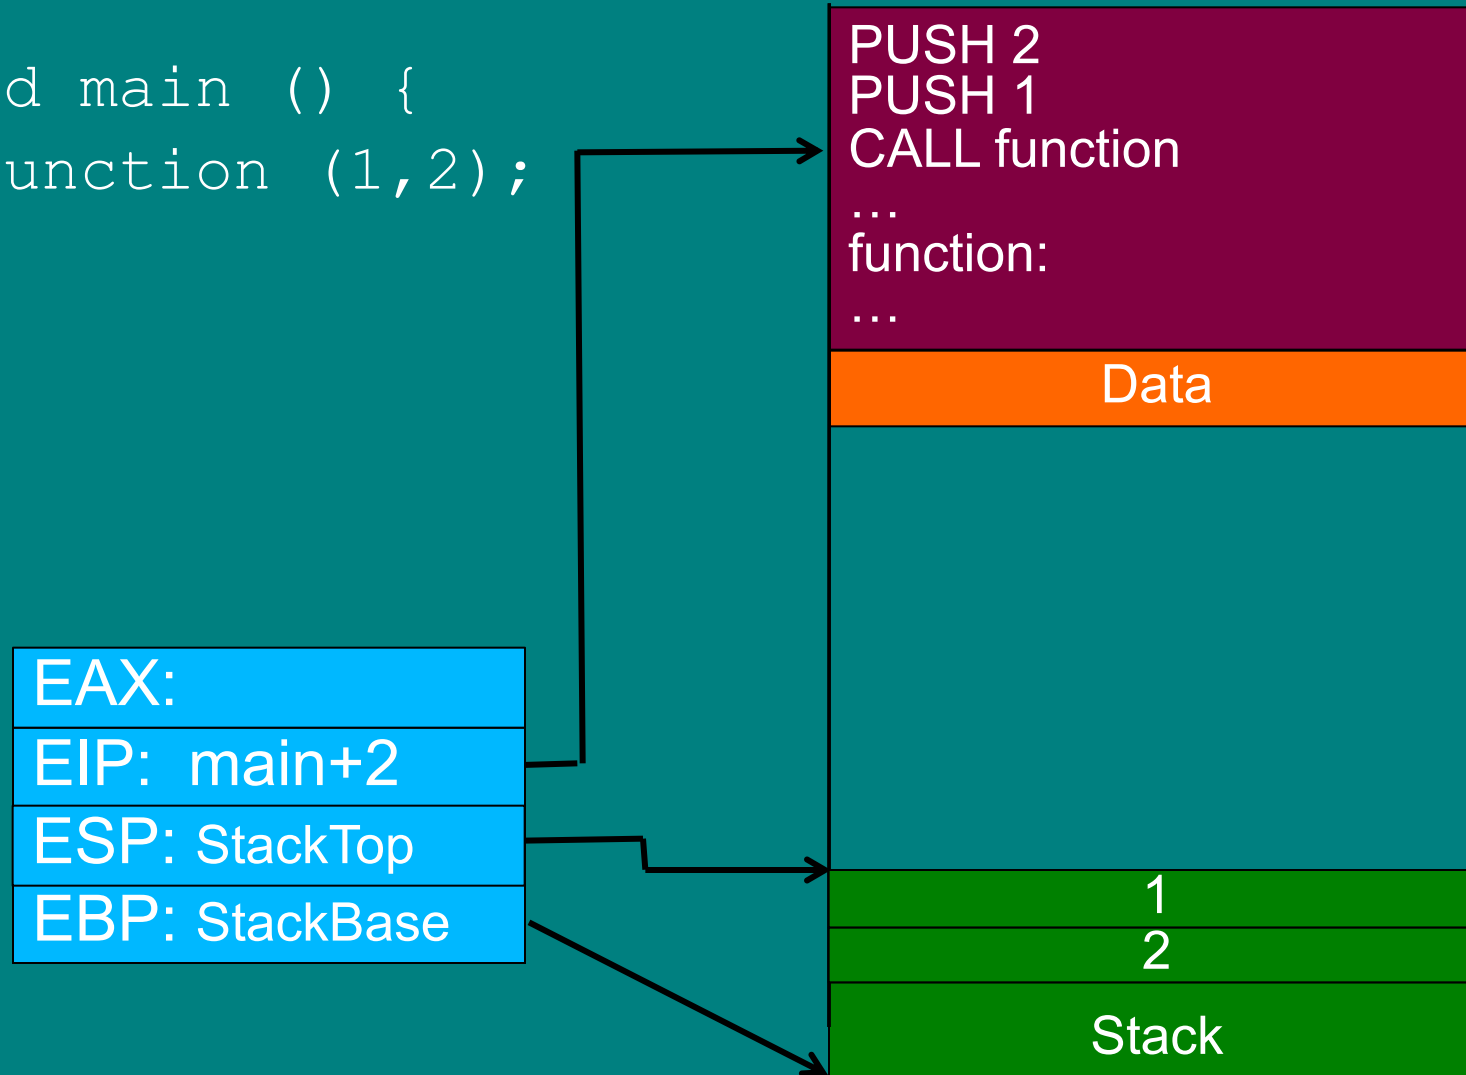 d main () {
unction (1,2);
PUSH 2
PUSH 1
CALL function
…
function:
…
Data
EAX:
EIP: main+2
ESP: StackTop
EBP: StackBase
1
2
Stack